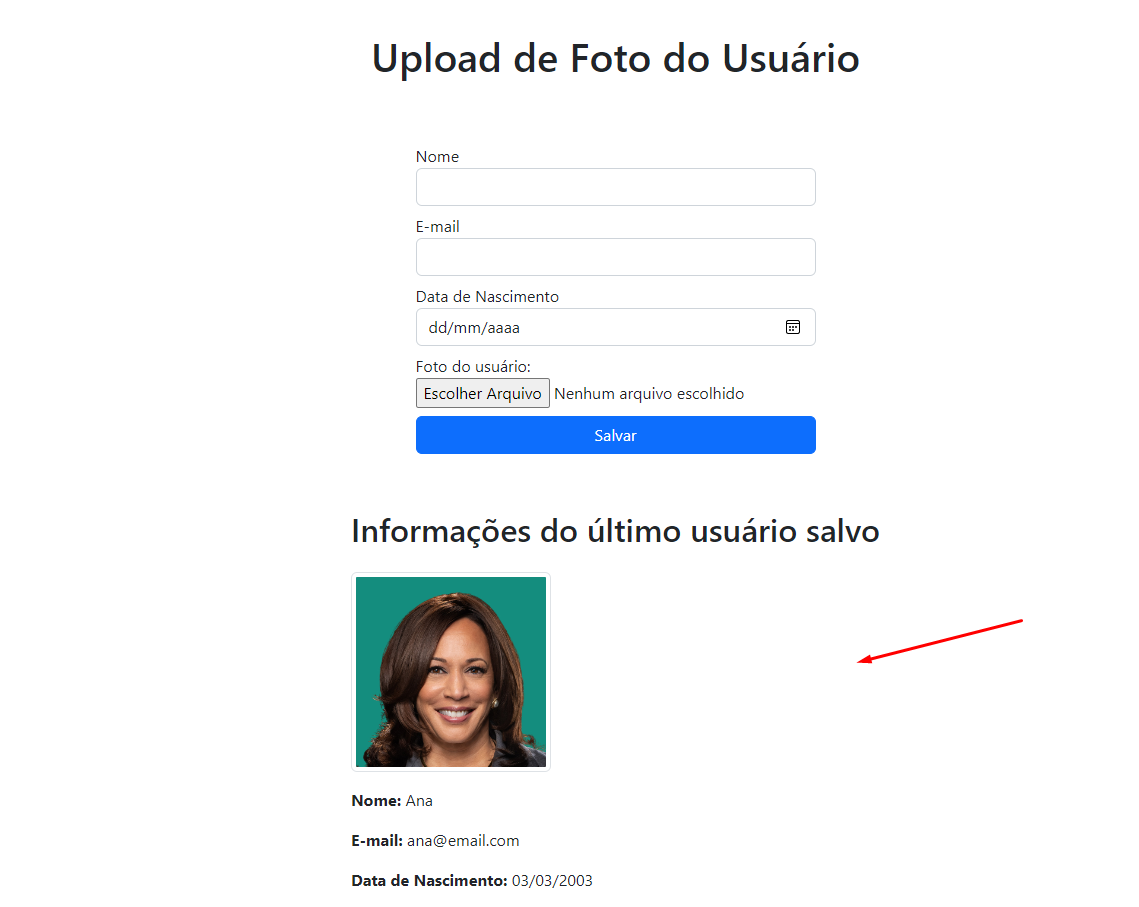 Upload de Foto do Usuário
Nome
E-mail
Data de Nascimento
dd/mm/aaaa
Foto do usuário:
Escolher Arquivo Nenhum arquivo escolhido
Salvar
Informações do último usuário salvo
Nome: Ana
E-mail: ana@email.com
Data de Nascimento: 03/03/2003